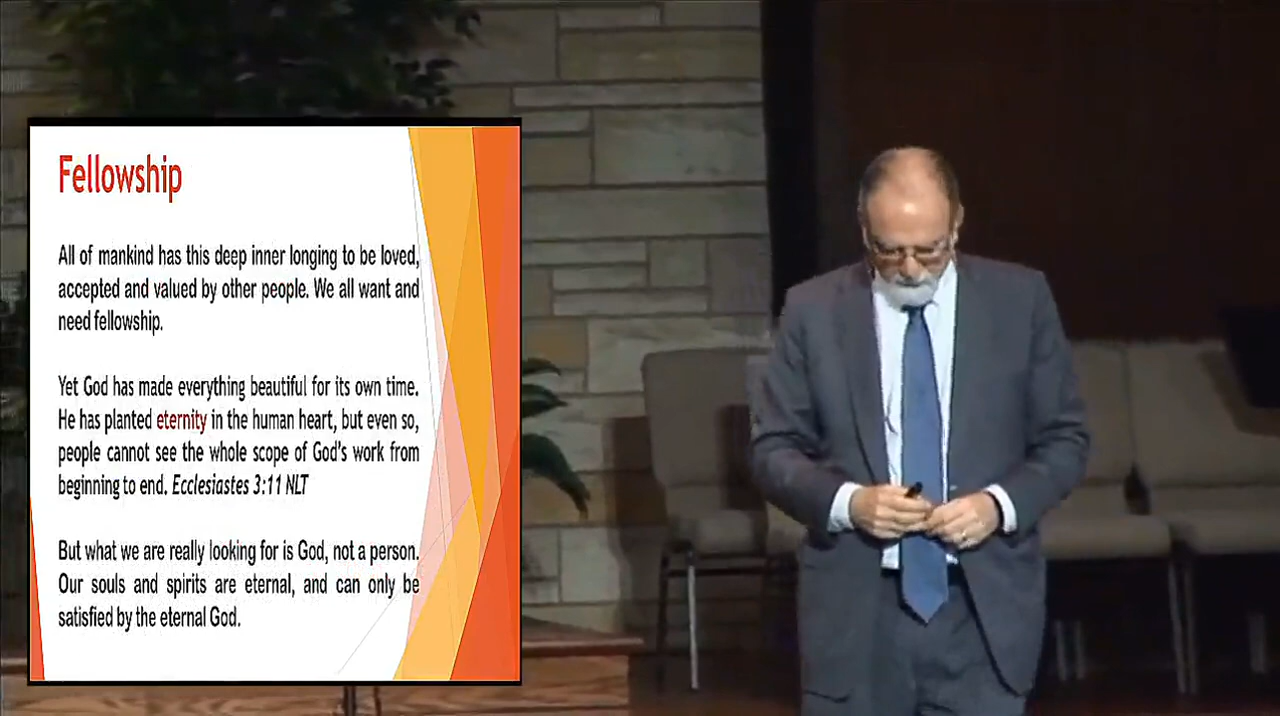 Fellowship
All of mankind has this deep inner longing to be loved,
accepted and valued by other people. We all want and
need fellowship.
Yet God has made everything beautiful for its own time.
He has planted eternity in the human heart, but even so,
people cannot see the whole scope of God's work from
beginning to end. Ecclesiastes 3:11 NLT
But what we are really looking for is God, not a person.
Our souls and spirits are eternal, and can only be
satisfied by the eternal God.